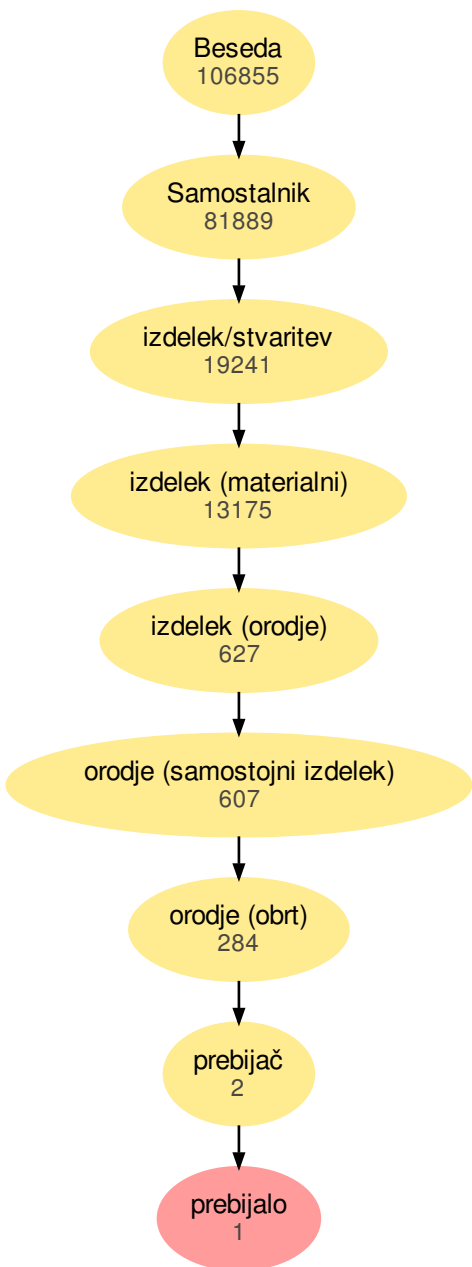 Beseda
106855
Samostalnik
81889
izdelek/stvaritev
19241
izdelek (materialni)
13175
izdelek (orodje)
627
orodje (samostojni izdelek)
607
orodje (obrt)
284
prebijač
2
prebijalo
1